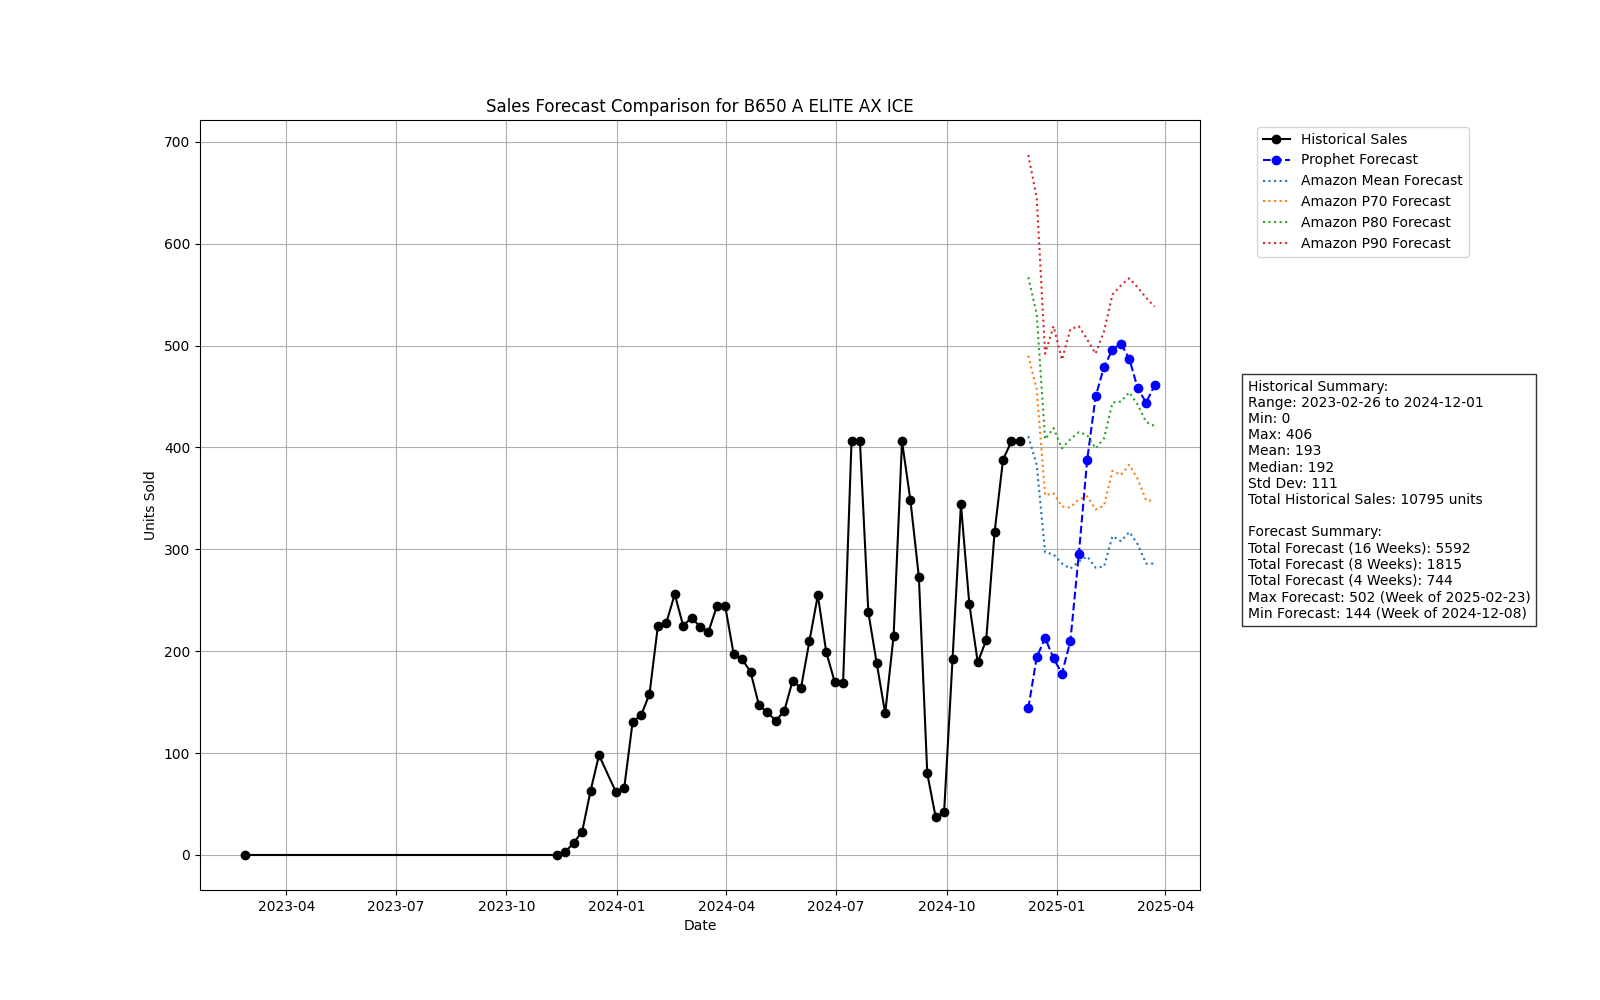 Sales Forecast Comparison for B650 A ELITE AX ICE
700
600
500
400
300
200
100
0
Units Sold
2023-04 2023-07 2023-10 2024-01 2024-04 2024-07 2024-10 2025-01 2025-04
Date
Historical Sales
Prophet Forecast
Amazon Mean Forecast
Amazon P70 Forecast
Amazon P80 Forecast
Amazon P90 Forecast
Historical Summary:
Range: 2023-02-26 to 2024-12-01
Min: 0
Max: 406
Mean: 193
Median: 192
Std Dev: 111
Total Historical Sales: 10795 units
Forecast Summary:
Total Forecast (16 Weeks): 5592
Total Forecast (8 Weeks): 1815
Total Forecast (4 Weeks): 744
Max Forecast: 502 (Week of 2025-02-23)
Min Forecast: 144 (Week of 2024-12-08)